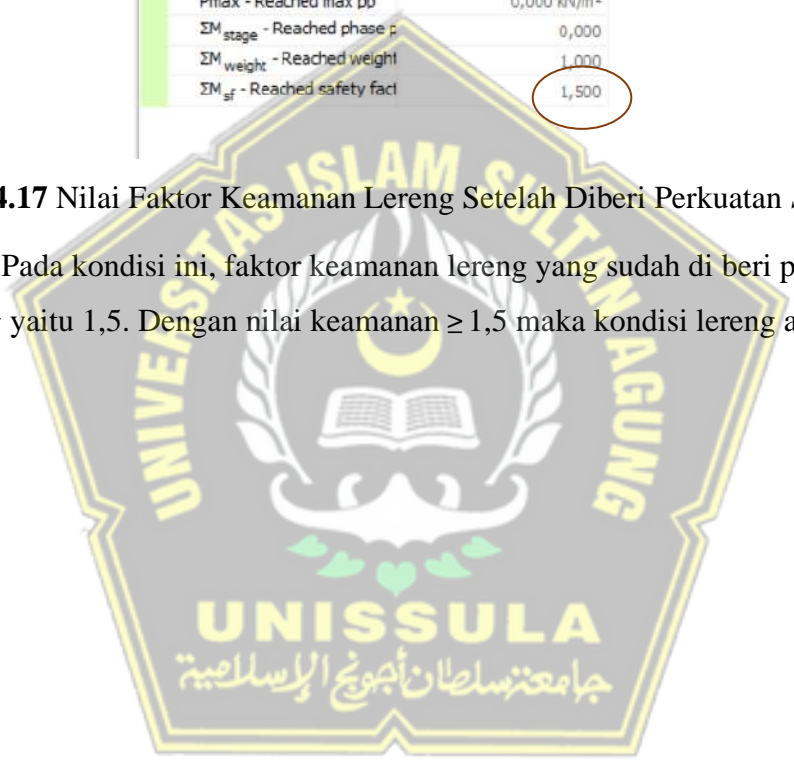 Pmax - Reached max pp 0,000 kN/m²
ΣMstage - Reached phase p 0,000
ΣMweight - Reached weight 1,000
ΣMsf - Reached safety fact 1,500
4.17 Nilai Faktor Keamanan Lereng Setelah Diberi Perkuatan
Pada kondisi ini, faktor keamanan lereng yang sudah di beri p
yaitu 1,5. Dengan nilai keamanan ≥ 1,5 maka kondisi lereng a
UNIVERSITAS ISLAM SULTAN AGUNG
UNISSULA
جامعة سلطان أجونج الإسلامية